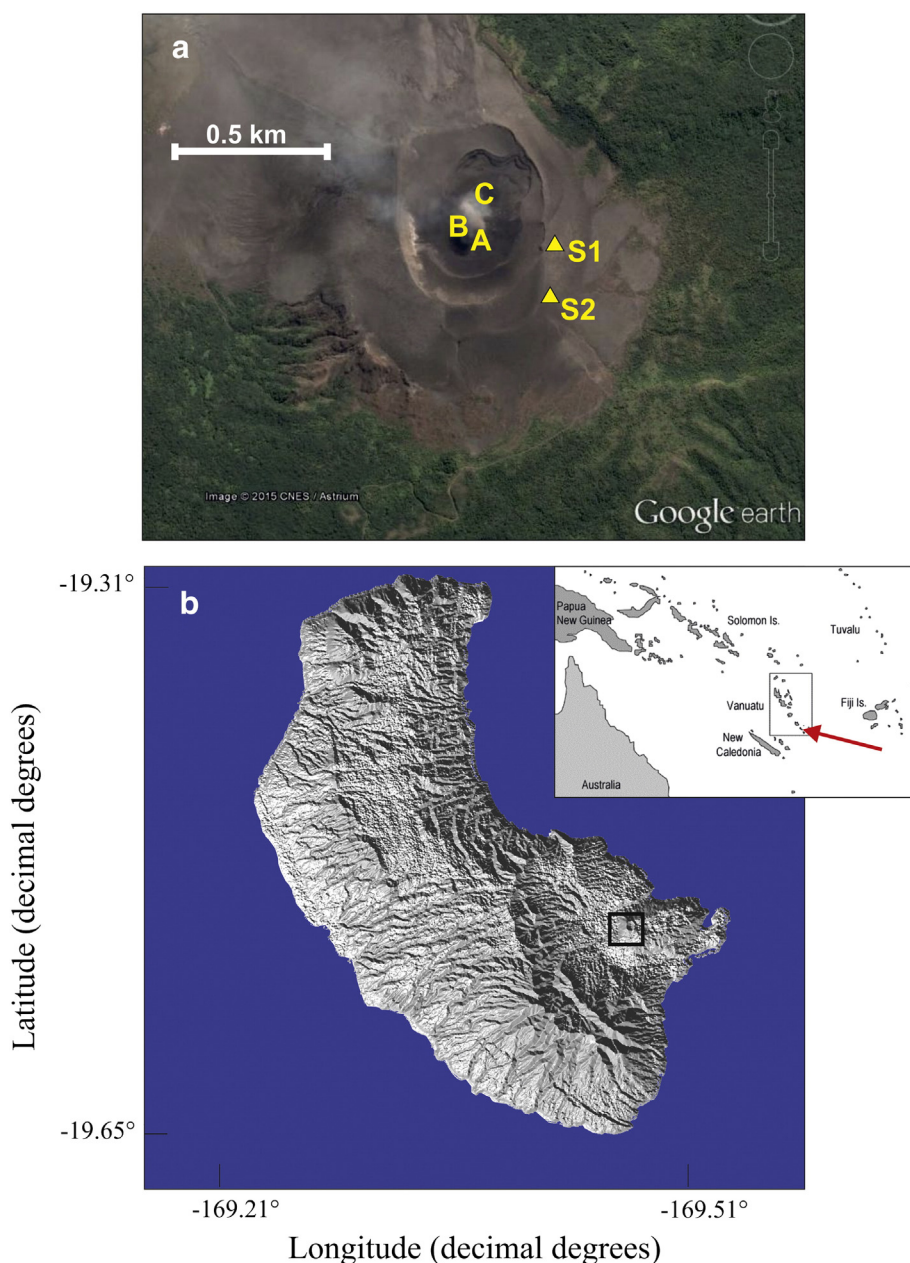 a
0.5 km
C
B
A
S1
S2
Image © 2015 CNES / Astrium
Google earth
b
-19.31°
Papua
New Guinea
Solomon Is.
Tuvalu
Vanuatu
Fiji Is.
New
Caledonia
Australia
Latitude (decimal degrees)
-19.65°
-169.21°
-169.51°
Longitude (decimal degrees)